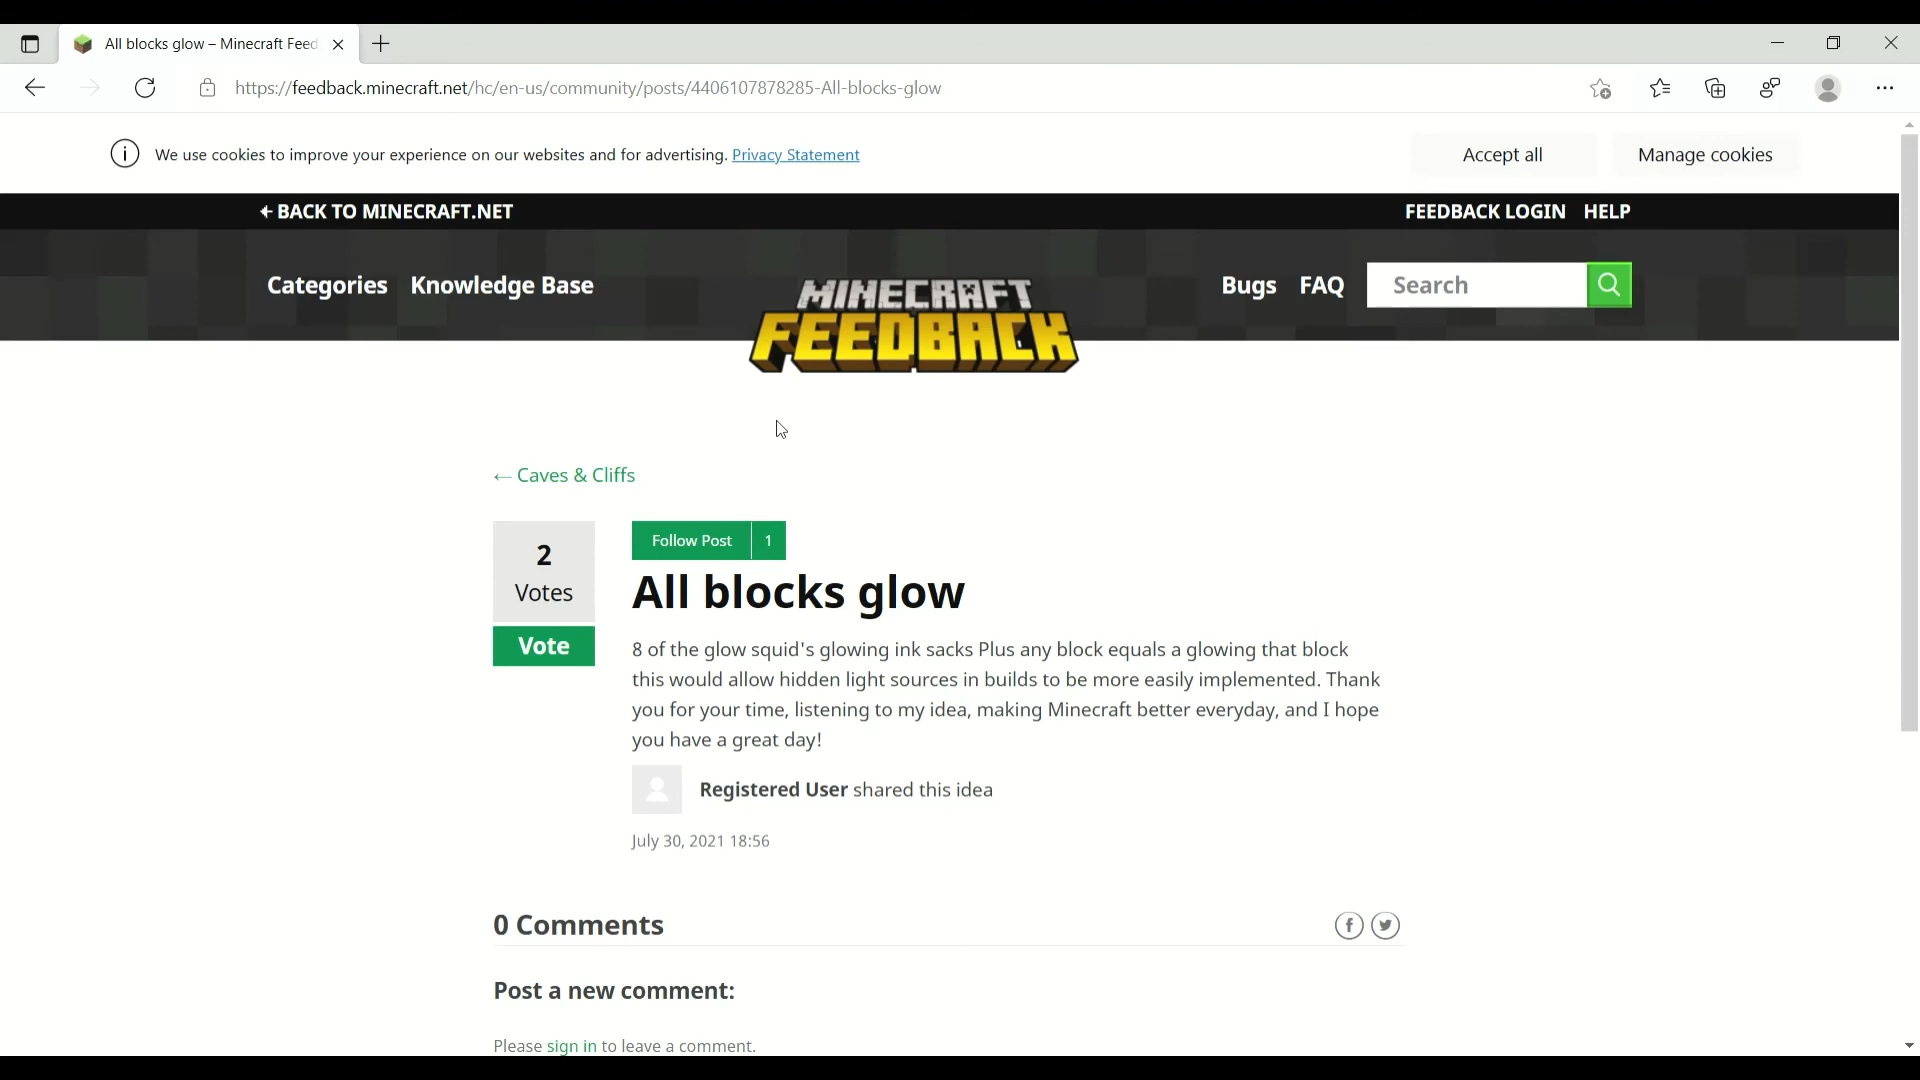 All blocks glow – Minecraft Feed
https://feedback.minecraft.net/hc/en-us/community/posts/4406107878285-All-blocks-glow
We use cookies to improve your experience on our websites and for advertising. Privacy Statement
Accept all
Manage cookies
BACK TO MINECRAFT.NET
FEEDBACK LOGIN HELP
Categories Knowledge Base
MINECRAFT
FEEDBACK
Bugs FAQ Search
← Caves & Cliffs
2
Votes
Vote
Follow Post 1
All blocks glow
8 of the glow squid's glowing ink sacks Plus any block equals a glowing that block
this would allow hidden light sources in builds to be more easily implemented. Thank
you for your time, listening to my idea, making Minecraft better everyday, and I hope
you have a great day!
Registered User shared this idea
July 30, 2021 18:56
0 Comments
Post a new comment:
Please sign in to leave a comment.